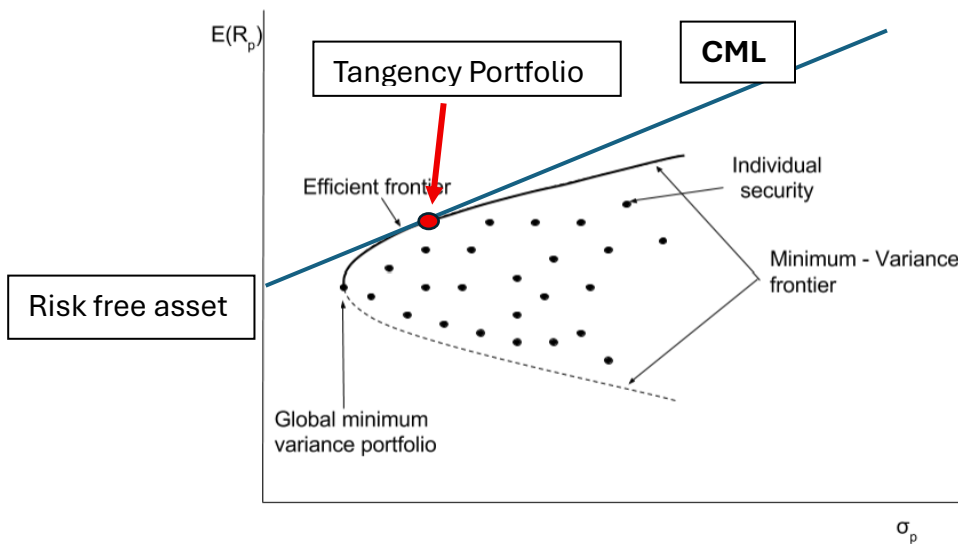 E(Rₚ)
CML
Tangency Portfolio
Individual
security
Efficient frontier
Minimum - Variance
frontier
Risk free asset
Global minimum
variance portfolio
σₚ